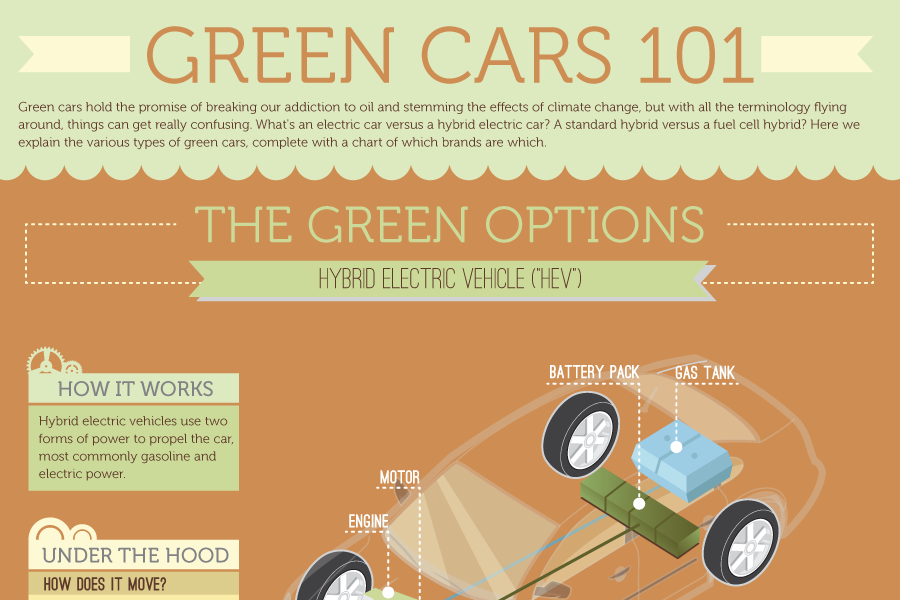 GREEN CARS 101
Green cars hold the promise of breaking our addiction to oil and stemming the effects of climate change, but with all the terminology flying
around, things can get really confusing. What's an electric car versus a hybrid electric car? A standard hybrid versus a fuel cell hybrid? Here we
explain the various types of green cars, complete with a chart of which brands are which.
THE GREEN OPTIONS
HYBRID ELECTRIC VEHICLE ("HEV")
HOW IT WORKS
Hybrid electric vehicles use two
forms of power to propel the car,
most commonly gasoline and
electric power.
BATTERY PACK
GAS TANK
MOTOR
ENGINE
UNDER THE HOOD
HOW DOES IT MOVE?